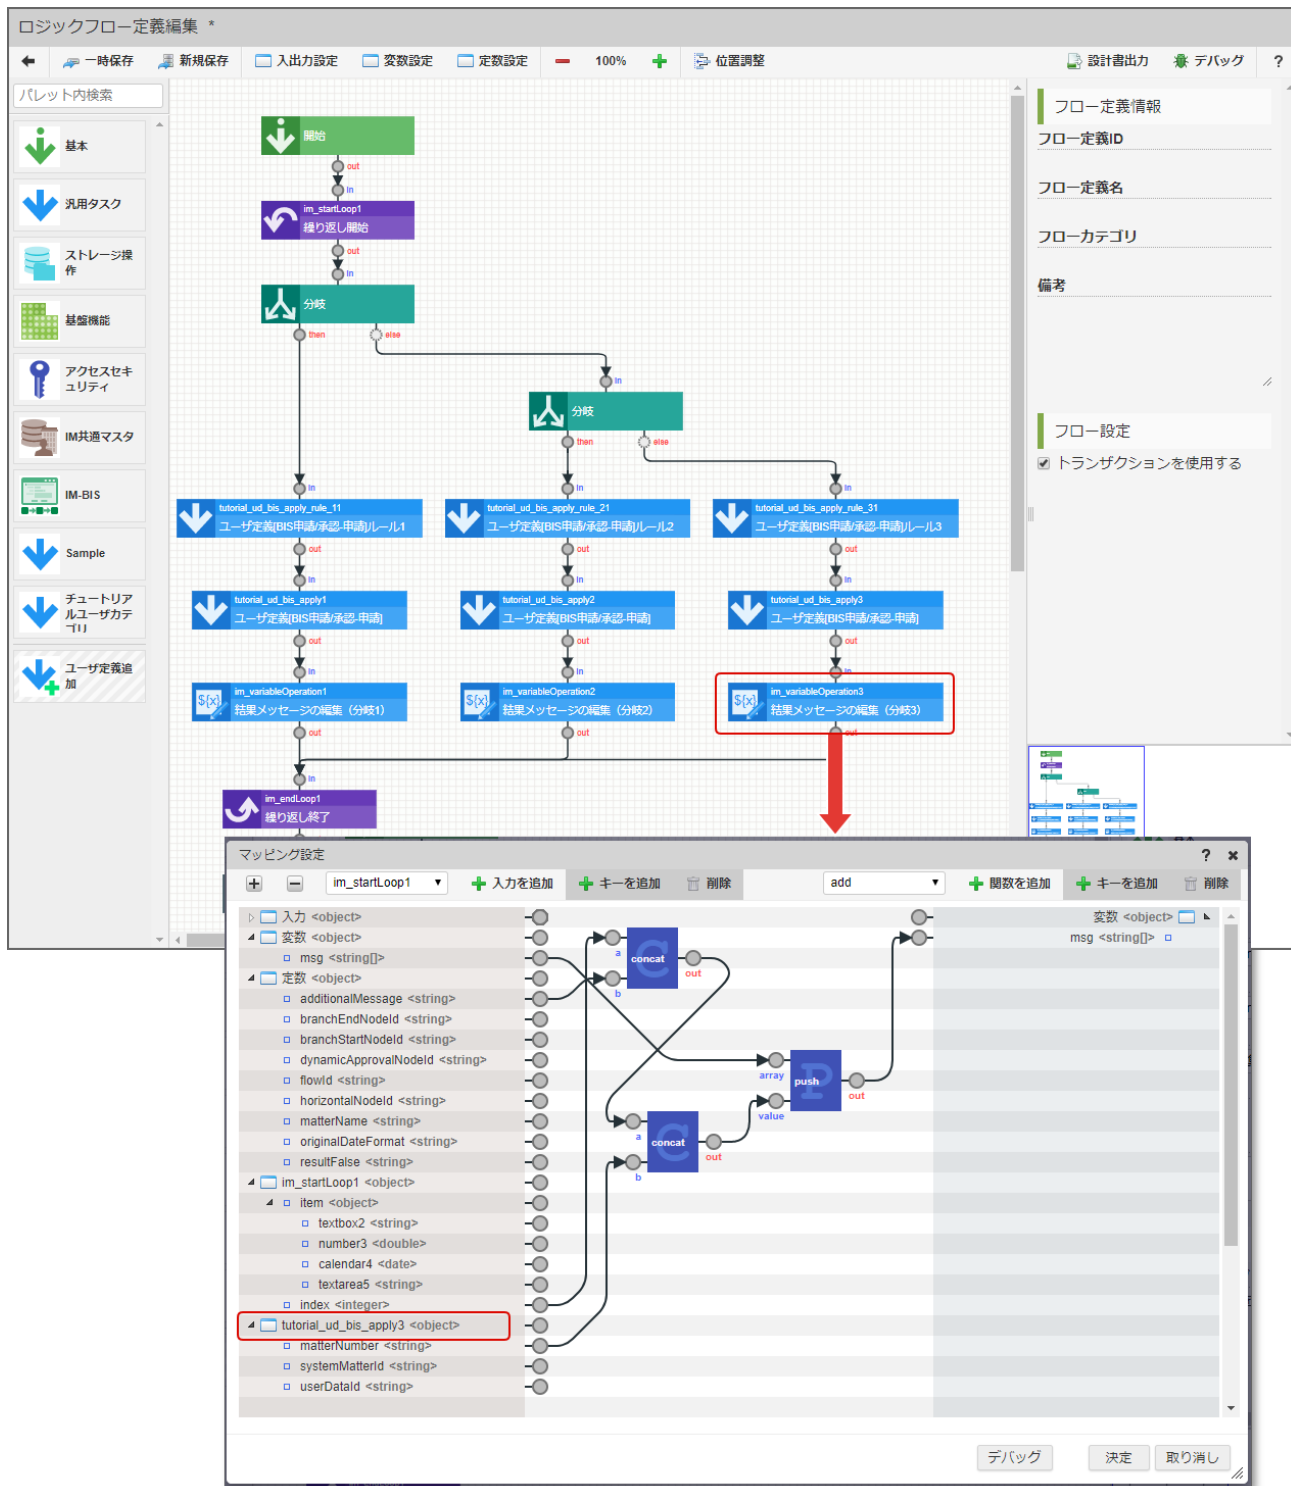 ロジックフロー定義編集 *
一時保存 新規保存 入出力設定 変数設定 定数設定 100% 位置調整 設計書出力 デバッグ ?
パレット内検索
基本
汎用タスク
ストレージ操
作
基盤機能
アクセスセキ
ュリティ
IM共通マスタ
IM-BIS
Sample
チュートリア
ルユーザカテ
ゴリ
ユーザ定義追
加
開始
out
in
im_startLoop1
繰り返し開始
out
in
分岐
then else
in
分岐
then else
in in in
tutorial_ud_bis_apply_rule_11
ユーザ定義[BIS申請/承認-申請]ルール1
tutorial_ud_bis_apply_rule_21
ユーザ定義[BIS申請/承認-申請]ルール2
tutorial_ud_bis_apply_rule_31
ユーザ定義[BIS申請/承認-申請]ルール3
out out out
in in in
tutorial_ud_bis_apply1
ユーザ定義[BIS申請/承認-申請]
tutorial_ud_bis_apply2
ユーザ定義[BIS申請/承認-申請]
tutorial_ud_bis_apply3
ユーザ定義[BIS申請/承認-申請]
out out out
in in in
${x} im_variableOperation1
結果メッセージの編集（分岐1）
${x} im_variableOperation2
結果メッセージの編集（分岐2）
${x} im_variableOperation3
結果メッセージの編集（分岐3）
out out out
in
im_endLoop1
繰り返し終了
フロー定義情報
フロー定義ID
フロー定義名
フローカテゴリ
備考
フロー設定
トランザクションを使用する
マッピング設定 ?
im_startLoop1 入力を追加 キーを追加 削除 add 関数を追加 キーを追加 削除
入力 <object>
変数 <object>
msg <string[]>
定数 <object>
additionalMessage <string>
branchEndNodeId <string>
branchStartNodeId <string>
dynamicApprovalNodeId <string>
flowId <string>
horizontalNodeId <string>
matterName <string>
originalDateFormat <string>
resultFalse <string>
im_startLoop1 <object>
item <object>
textbox2 <string>
number3 <double>
calendar4 <date>
textarea5 <string>
index <integer>
tutorial_ud_bis_apply3 <object>
matterNumber <string>
systemMatterId <string>
userDataId <string>
a
b
C
concat
out
array
value
P
push
out
a
b
C
concat
out
変数 <object>
msg <string[]>
デバッグ 決定 取り消し